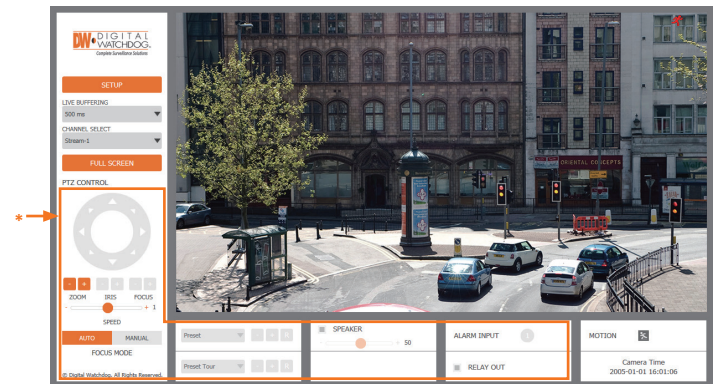 *
DW DIGITAL
WATCHDOG®
Complete Surveillance Solutions
SETUP
LIVE BUFFERING
500 ms
CHANNEL SELECT
Stream-1
FULL SCREEN
PTZ CONTROL
- +
ZOOM IRIS FOCUS
- + 1
SPEED
AUTO MANUAL
FOCUS MODE
© Digital Watchdog. All Rights Reserved.
ORIENTAL CONCEPTS
Preset
Preset Tour
SPEAKER
- + 50
ALARM INPUT 1
RELAY OUT
MOTION
Camera Time
2005-01-01 16:01:06